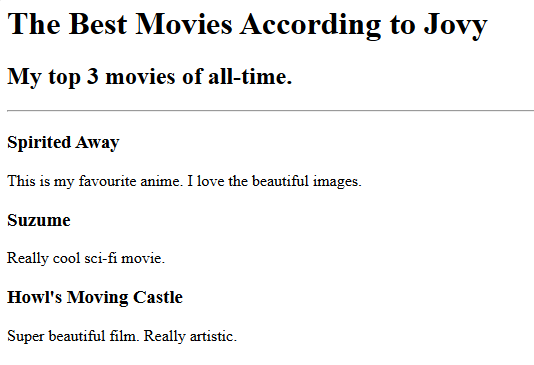 The Best Movies According to Jovy
My top 3 movies of all-time.
Spirited Away
This is my favourite anime. I love the beautiful images.
Suzume
Really cool sci-fi movie.
Howl's Moving Castle
Super beautiful film. Really artistic.